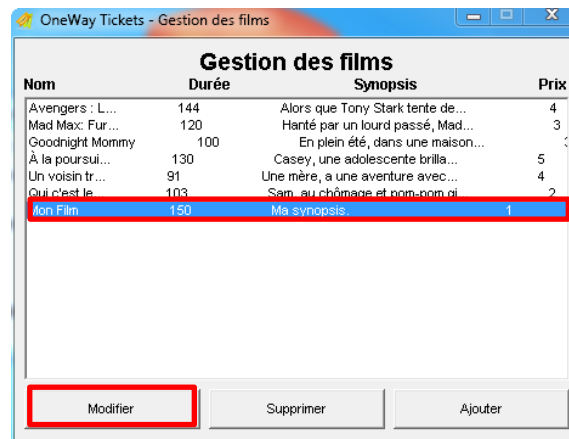 OneWay Tickets - Gestion des films
Gestion des films
Nom Durée Synopsis Prix
Avengers : L... 144 Alors que Tony Stark tente de... 4
Mad Max: Fur... 120 Hanté par un lourd passé, Mad... 3
Goodnight Mommy 100 En plein été, dans une maison...
À la poursui... 130 Casey, une adolescente brilla... 5
Un voisin tr... 91 Une mère, a une aventure avec... 4
Qui c'est le... 103 Sam, au chômage et pom-pom gi... 2
Mon Film 150 Ma synopsis. 1
Modifier Supprimer Ajouter